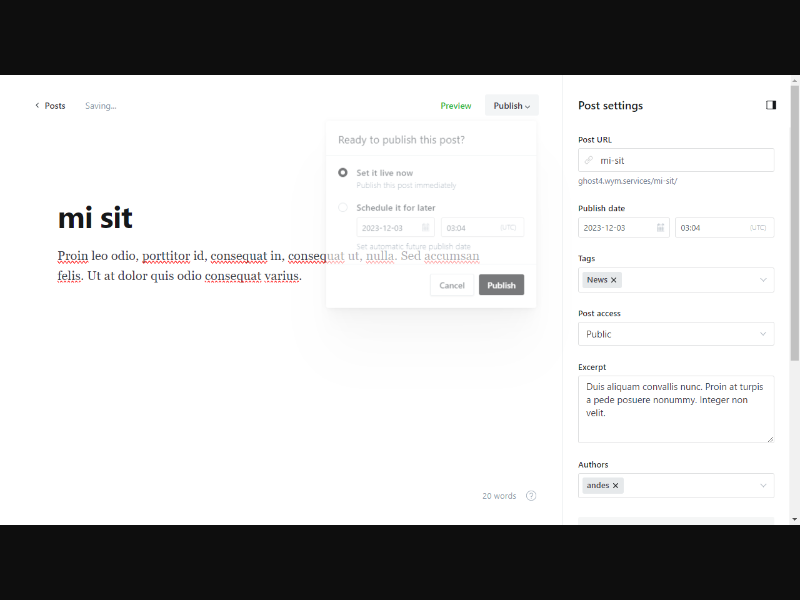 Posts
Saving...
Preview
Publish
Ready to publish this post?
Set it live now
Publish this post immediately
Schedule it for later
2023-12-03
03:04
(UTC)
Set automatic future publish date
Cancel
Publish
mi sit
Proin leo odio, porttitor id, consequat in, consequat ut, nulla. Sed accumsan
felis. Ut at dolor quis odio consequat varius.
20 words
?
Post settings
Post URL
mi-sit
ghost4.wym.services/mi-sit/
Publish date
2023-12-03
03:04
(UTC)
Tags
News ×
Post access
Public
Excerpt
Duis aliquam convallis nunc. Proin at turpis
a pede posuere nonummy. Integer non
velit.
Authors
andes ×